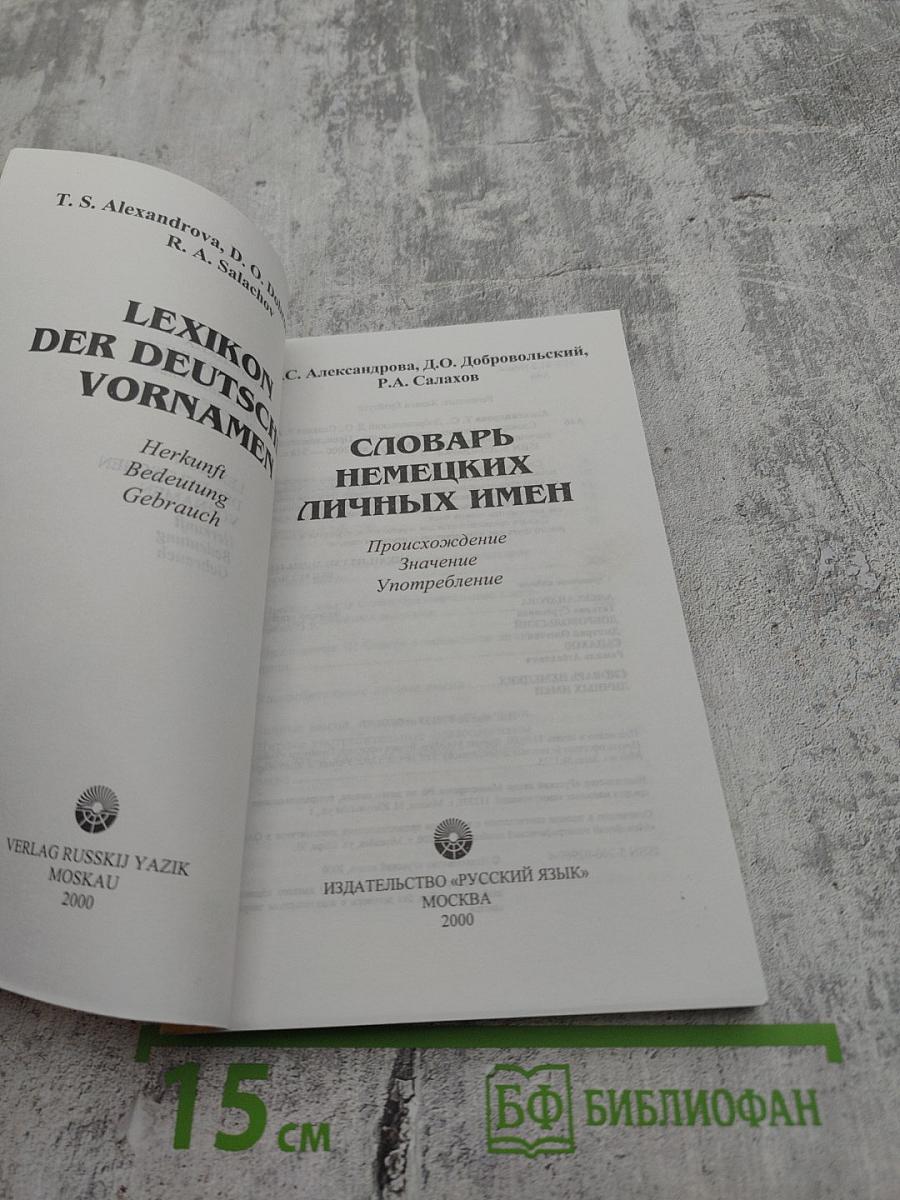 T. S. Alexandrova, D. O.
R. A. Salachov
LEXIKON
DER DEUTSCH
VORNAMEN
Herkunft
Bedeutung
Gebrauch
VERLAG RUSSKIJ YAZIK
MOSKAU
2000
.С. Александрова, Д.О. Добровольский,
Р.А. Салахов
СЛОВАРЬ
НЕМЕЦКИХ
ЛИЧНЫХ ИМЕН
Происхождение
Значение
Употребление
ИЗДАТЕЛЬСТВО «РУССКИЙ ЯЗЫК»
МОСКВА
2000
15 см
БФ БИБЛИОФАН